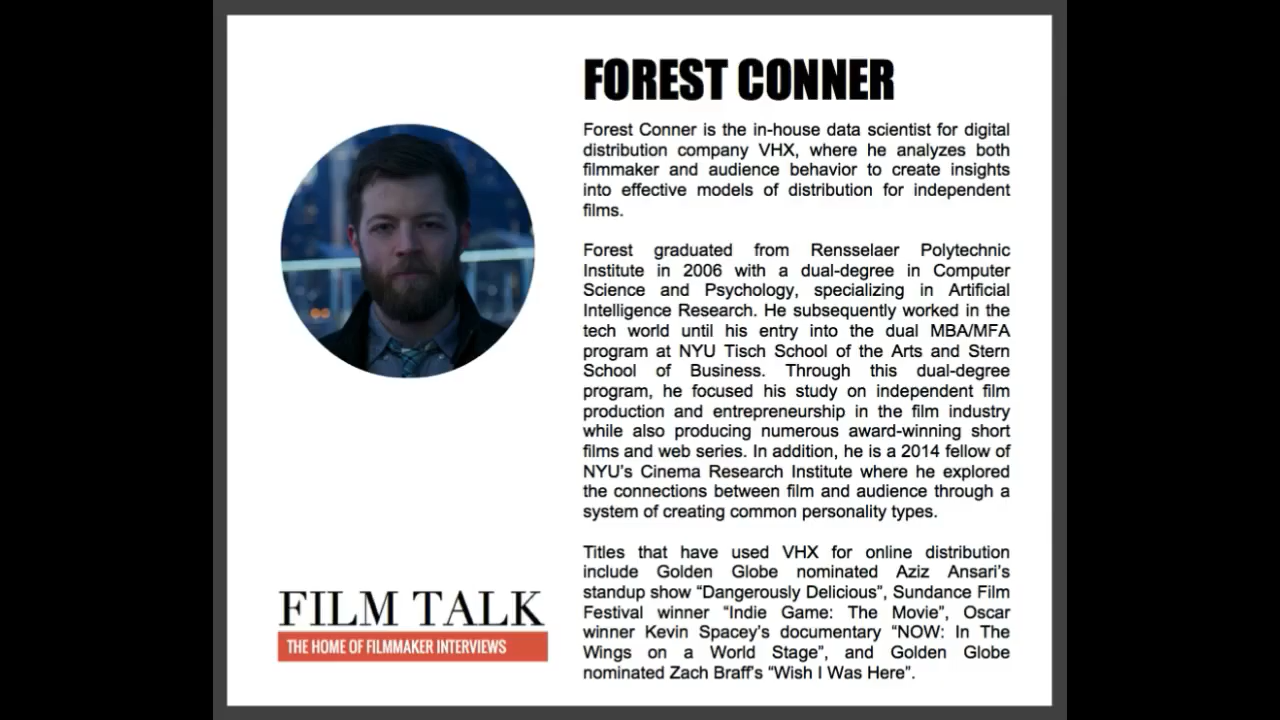 FOREST CONNER
Forest Conner is the in-house data scientist for digital
distribution company VHX, where he analyzes both
filmmaker and audience behavior to create insights
into effective models of distribution for independent
films.
Forest graduated from Rensselaer Polytechnic
Institute in 2006 with a dual-degree in Computer
Science and Psychology, specializing in Artificial
Intelligence Research. He subsequently worked in the
tech world until his entry into the dual MBA/MFA
program at NYU Tisch School of the Arts and Stern
School of Business. Through this dual-degree
program, he focused his study on independent film
production and entrepreneurship in the film industry
while also producing numerous award-winning short
films and web series. In addition, he is a 2014 fellow of
NYU’s Cinema Research Institute where he explored
the connections between film and audience through a
system of creating common personality types.
Titles that have used VHX for online distribution
include Golden Globe nominated Aziz Ansari’s
standup show “Dangerously Delicious”, Sundance Film
Festival winner “Indie Game: The Movie”, Oscar
winner Kevin Spacey’s documentary “NOW: In The
Wings on a World Stage”, and Golden Globe
nominated Zach Braff’s “Wish I Was Here”.
FILM TALK
THE HOME OF FILMMAKER INTERVIEWS